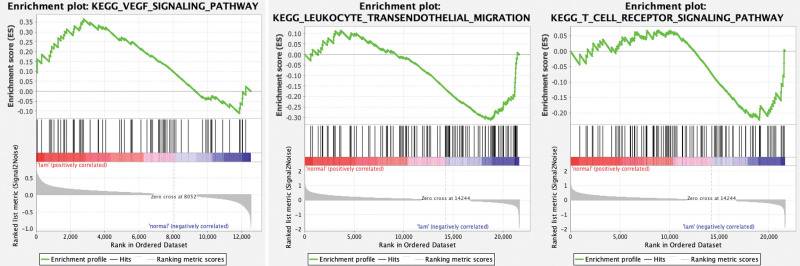 Enrichment plot: KEGG_VEGF_SIGNALING_PATHWAY
Enrichment score (ES)
0.35
0.30
0.25
0.20
0.15
0.10
0.05
0.00
-0.05
-0.10
'lam' (positively correlated)
Ranked list metric (Signal2Noise)
0.5
0.0
-0.5
-1.0
Zero cross at 8052
'normal' (negatively correlated)
0
2,000
4,000
6,000
8,000
10,000
12,000
Rank in Ordered Dataset
Enrichment profile
Hits
Ranking metric scores
Enrichment plot:
KEGG_LEUKOCYTE_TRANSENDOTHELIAL_MIGRATION
Enrichment score (ES)
0.10
0.05
0.00
-0.05
-0.10
-0.15
-0.20
-0.25
-0.30
'normal' (positively correlated)
Ranked list metric (Signal2Noise)
2
1
0
-1
-2
Zero cross at 14244
'lam' (negatively correlated)
0
5,000
10,000
15,000
20,000
Rank in Ordered Dataset
Enrichment profile
Hits
Ranking metric scores
Enrichment plot:
KEGG_T_CELL_RECEPTOR_SIGNALING_PATHWAY
Enrichment score (ES)
0.05
0.00
-0.05
-0.10
-0.15
-0.20
'normal' (positively correlated)
Ranked list metric (Signal2Noise)
2
1
0
-1
-2
Zero cross at 14244
'lam' (negatively correlated)
0
5,000
10,000
15,000
20,000
Rank in Ordered Dataset
Enrichment profile
Hits
Ranking metric scores